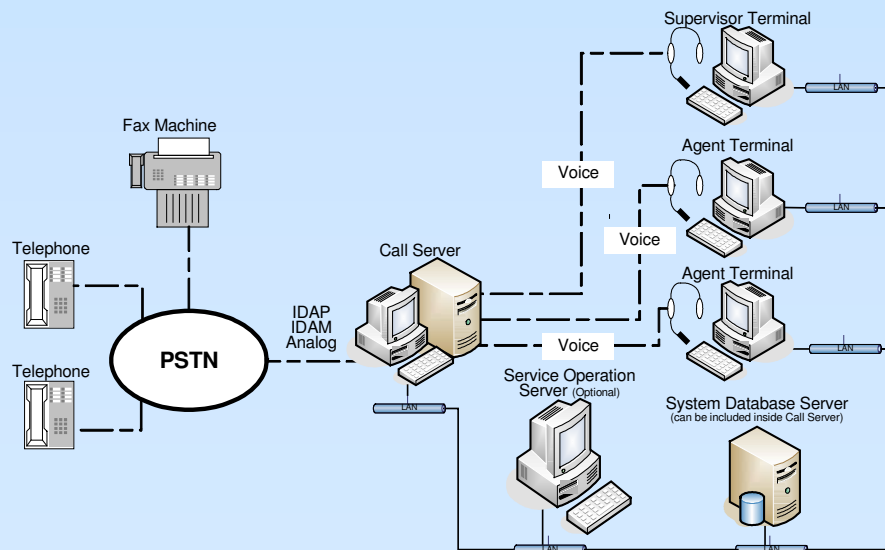 Supervisor Terminal
LAN
Fax Machine
Agent Terminal
Voice
LAN
Telephone
Call Server
Voice
Agent Terminal
IDAP
IDAM
Analog
Voice
LAN
PSTN
Telephone
Service Operation
Server (Optional)
System Database Server
(can be included inside Call Server)
LAN
LAN
LAN